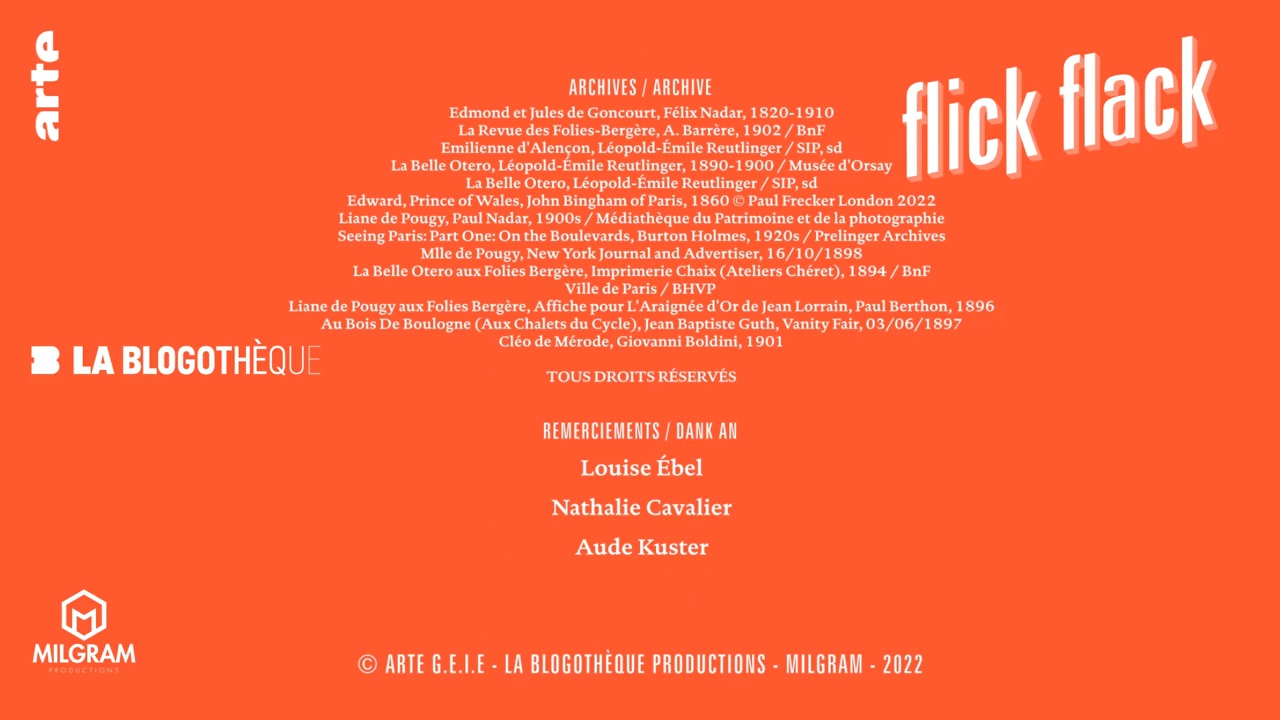 arte
flick flack
ARCHIVES / ARCHIVE
Edmond et Jules de Goncourt, Félix Nadar, 1820-1910
La Revue des Folies-Bergère, A. Barrère, 1902 / BnF
Emilienne d'Alençon, Léopold-Émile Reutlinger / SIP, sd
La Belle Otero, Léopold-Émile Reutlinger, 1890-1900 / Musée d'Orsay
La Belle Otero, Léopold-Émile Reutlinger / SIP, sd
Edward, Prince of Wales, John Bingham of Paris, 1860 © Paul Frecker London 2022
Liane de Pougy, Paul Nadar, 1900s / Médiathèque du Patrimoine et de la photographie
Seeing Paris: Part One: On the Boulevards, Burton Holmes, 1920s / Prelinger Archives
Mlle de Pougy, New York Journal and Advertiser, 16/10/1898
La Belle Otero aux Folies Bergère, Imprimerie Chaix (Ateliers Chéret), 1894 / BnF
Ville de Paris / BHVP
Liane de Pougy aux Folies Bergère, Affiche pour L'Araignée d'Or de Jean Lorrain, Paul Berthon, 1896
Au Bois De Boulogne (Aux Chalets du Cycle), Jean Baptiste Guth, Vanity Fair, 03/06/1897
Cléo de Mérode, Giovanni Boldini, 1901
LA BLOGOTHÈQUE
TOUS DROITS RÉSERVÉS
REMERCIEMENTS / DANK AN
Louise Ébel
Nathalie Cavalier
Aude Kuster
MILGRAM
PRODUCTIONS
© ARTE G.E.I.E - LA BLOGOTHÈQUE PRODUCTIONS - MILGRAM - 2022